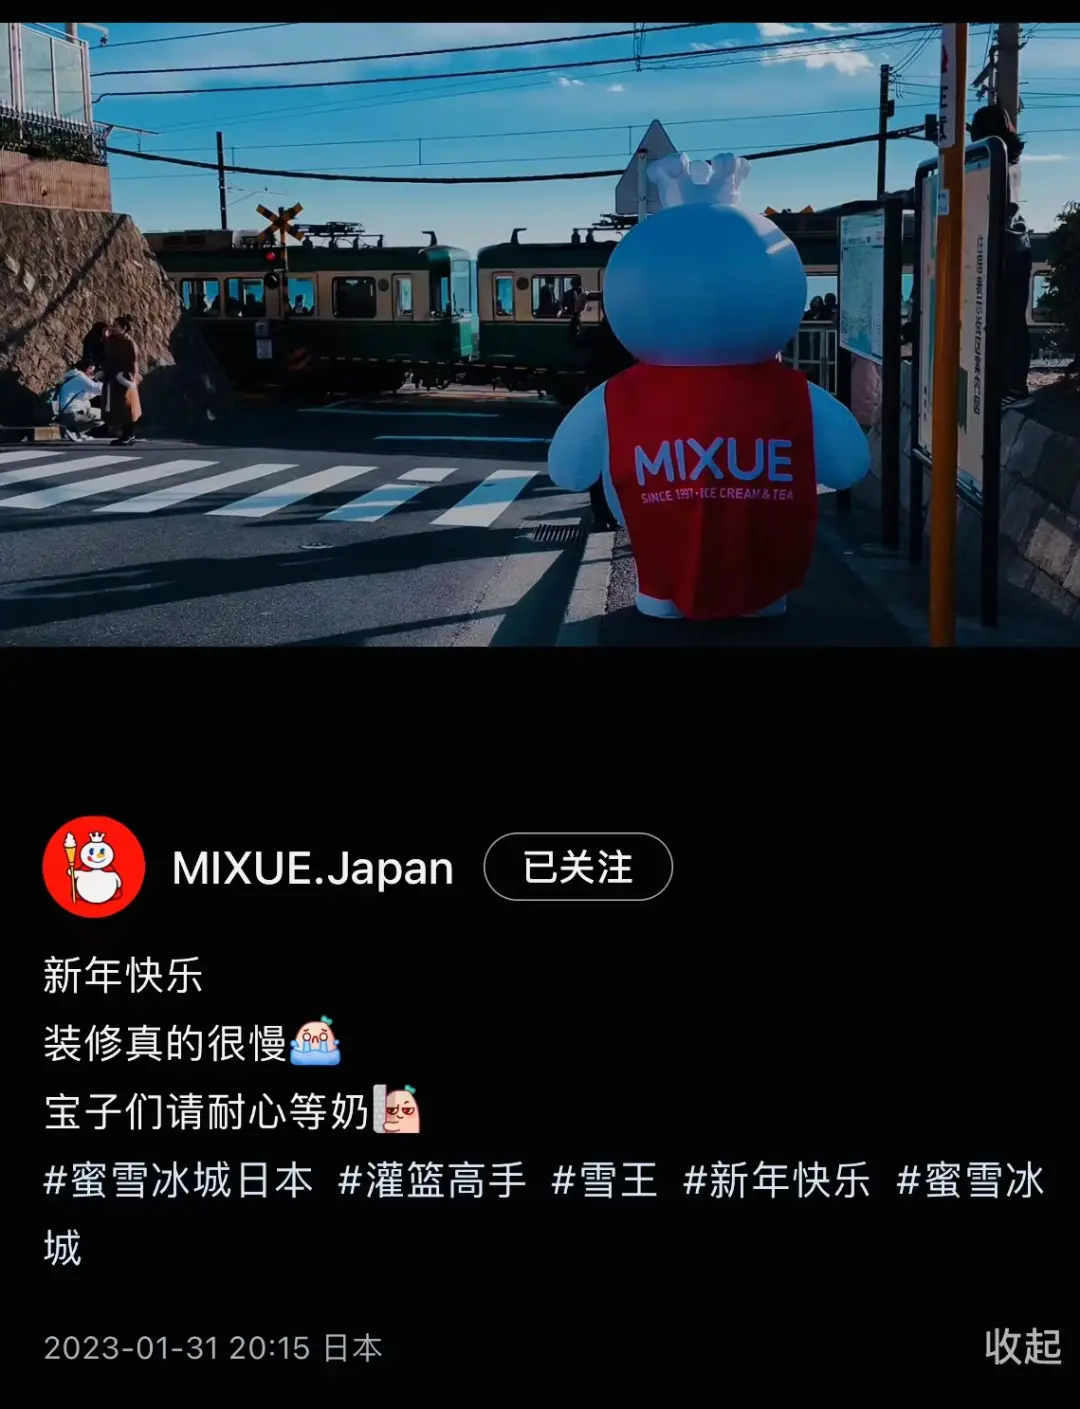 MIXUE
SINCE 1997·ICE CREAM & TEA
MIXUE.Japan
已关注
新年快乐
装修真的很慢
宝子们请耐心等奶
#蜜雪冰城日本 #灌篮高手 #雪王 #新年快乐 #蜜雪冰
城
2023-01-31 20:15 日本
收起